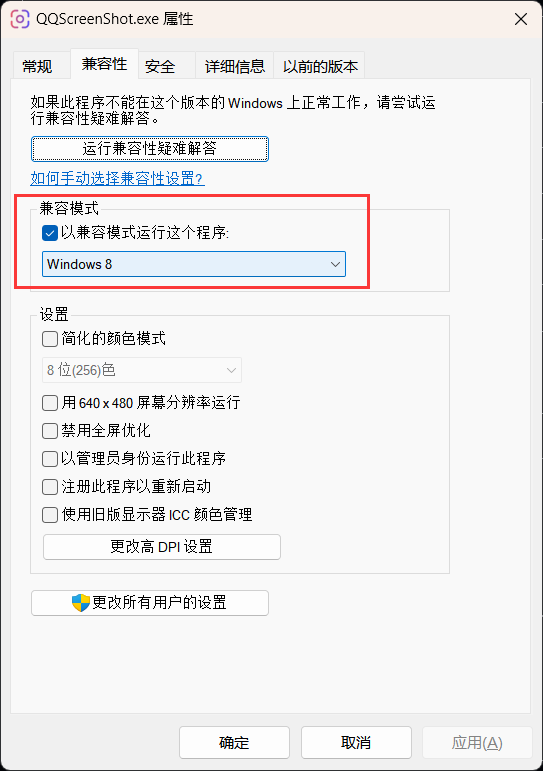 QQScreenShot.exe 属性
常规 兼容性 安全 详细信息 以前的版本
如果此程序不能在这个版本的 Windows 上正常工作，请尝试运
行兼容性疑难解答。
运行兼容性疑难解答
如何手动选择兼容性设置?
兼容模式
以兼容模式运行这个程序:
Windows 8
设置
简化的颜色模式
8 位(256)色
用 640 x 480 屏幕分辨率运行
禁用全屏优化
以管理员身份运行此程序
注册此程序以重新启动
使用旧版显示器 ICC 颜色管理
更改高 DPI 设置
更改所有用户的设置
确定 取消 应用(A)